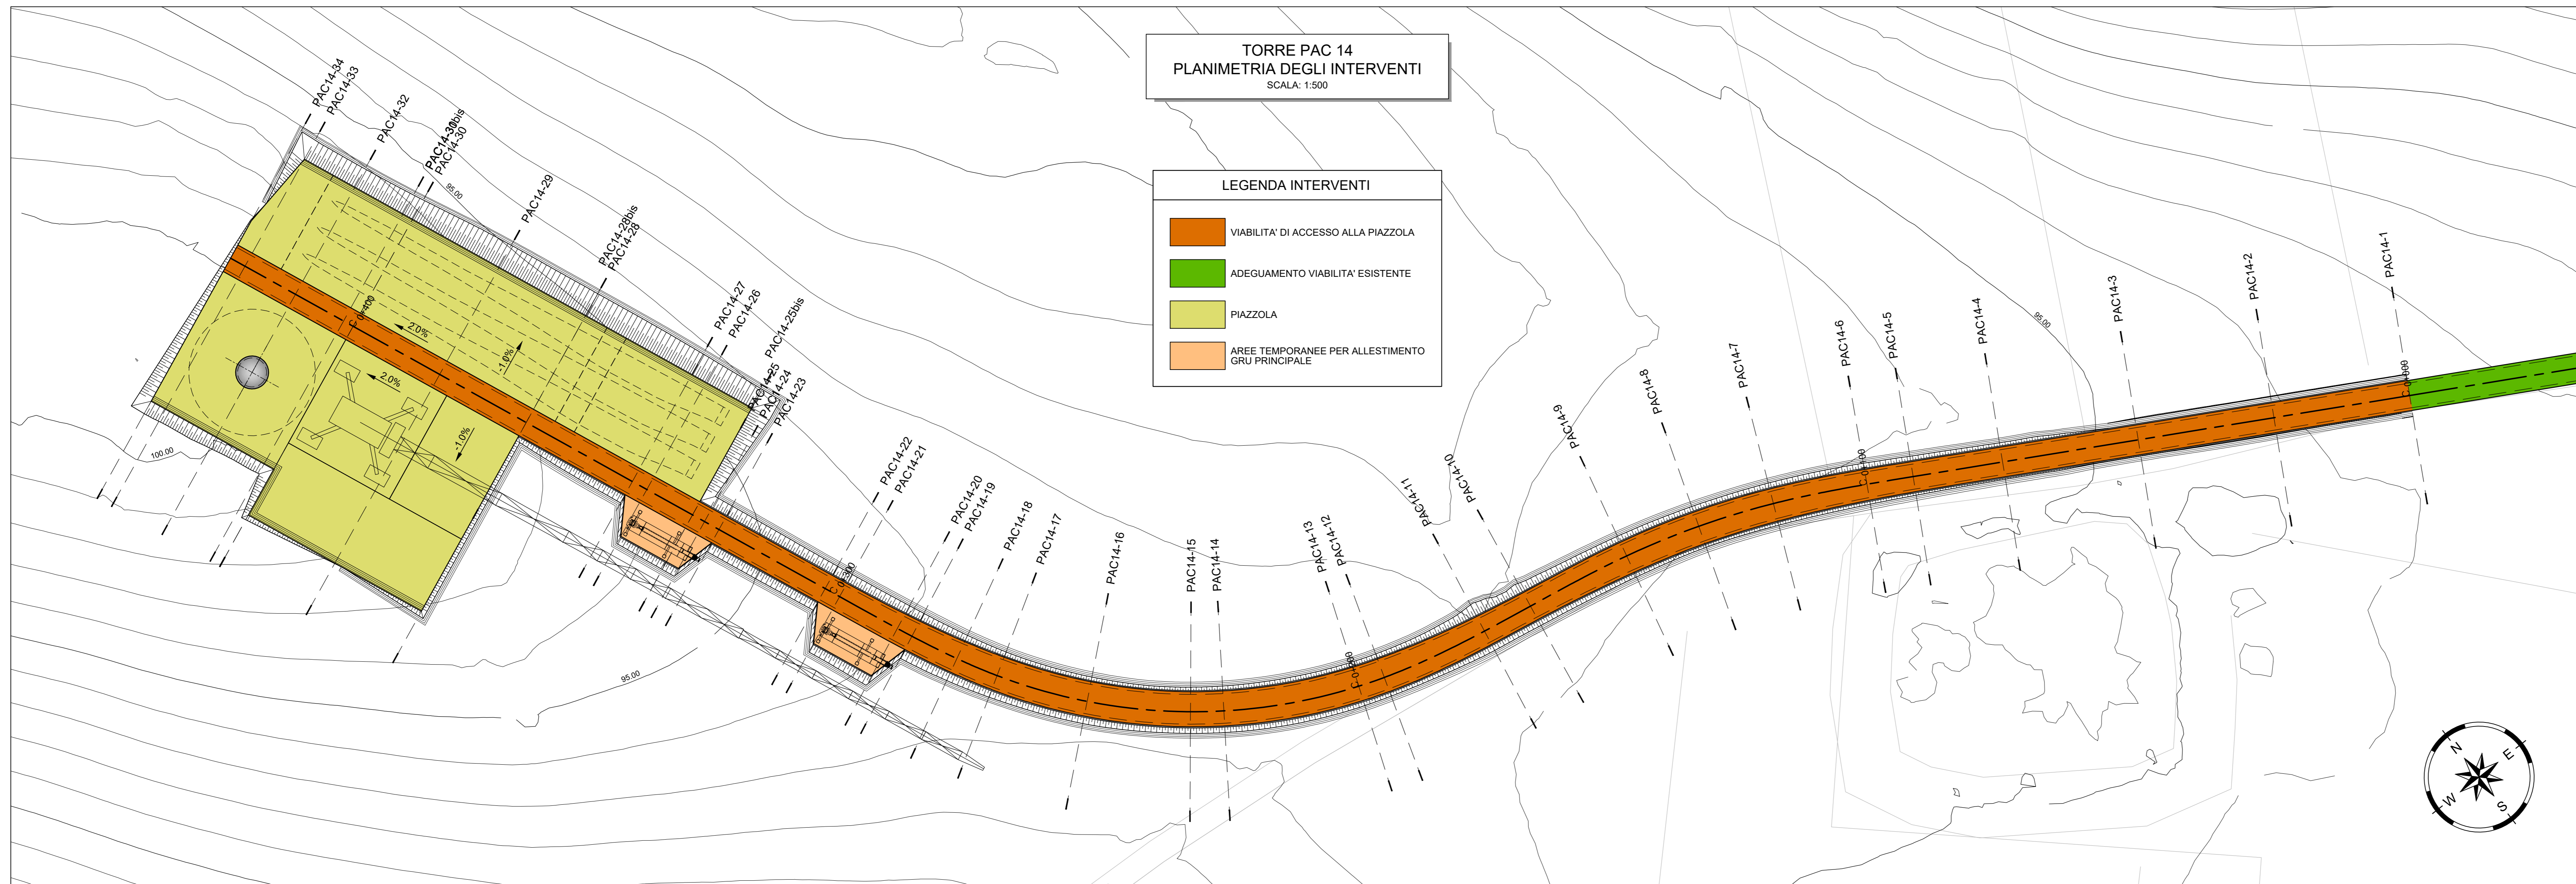 TORRE PAC 14
PLANIMETRIA DEGLI INTERVENTI
SCALA: 1:500
LEGENDA INTERVENTI
VIABILITA' DI ACCESSO ALLA PIAZZOLA
ADEGUAMENTO VIABILITA' ESISTENTE
PIAZZOLA
AREE TEMPORANEE PER ALLESTIMENTO
GRU PRINCIPALE
PAC14-34
PAC14-33
PAC14-32
PAC14-30bis
PAC14-30
PAC14-29
PAC14-28bis
PAC14-28
PAC14-27
PAC14-26
PAC14-25bis
PAC14-25
PAC14-24
PAC14-23
PAC14-22
PAC14-21
PAC14-20
PAC14-19
PAC14-18
PAC14-17
PAC14-16
PAC14-15
PAC14-14
PAC14-13
PAC14-12
PAC14-11
PAC14-10
PAC14-9
PAC14-8
PAC14-7
PAC14-6
PAC14-5
PAC14-4
PAC14-3
PAC14-2
PAC14-1
95.00
95.00
95.00
100.00
2.0%
-1.0%
2.0%
-1.0%
N
E
S
W